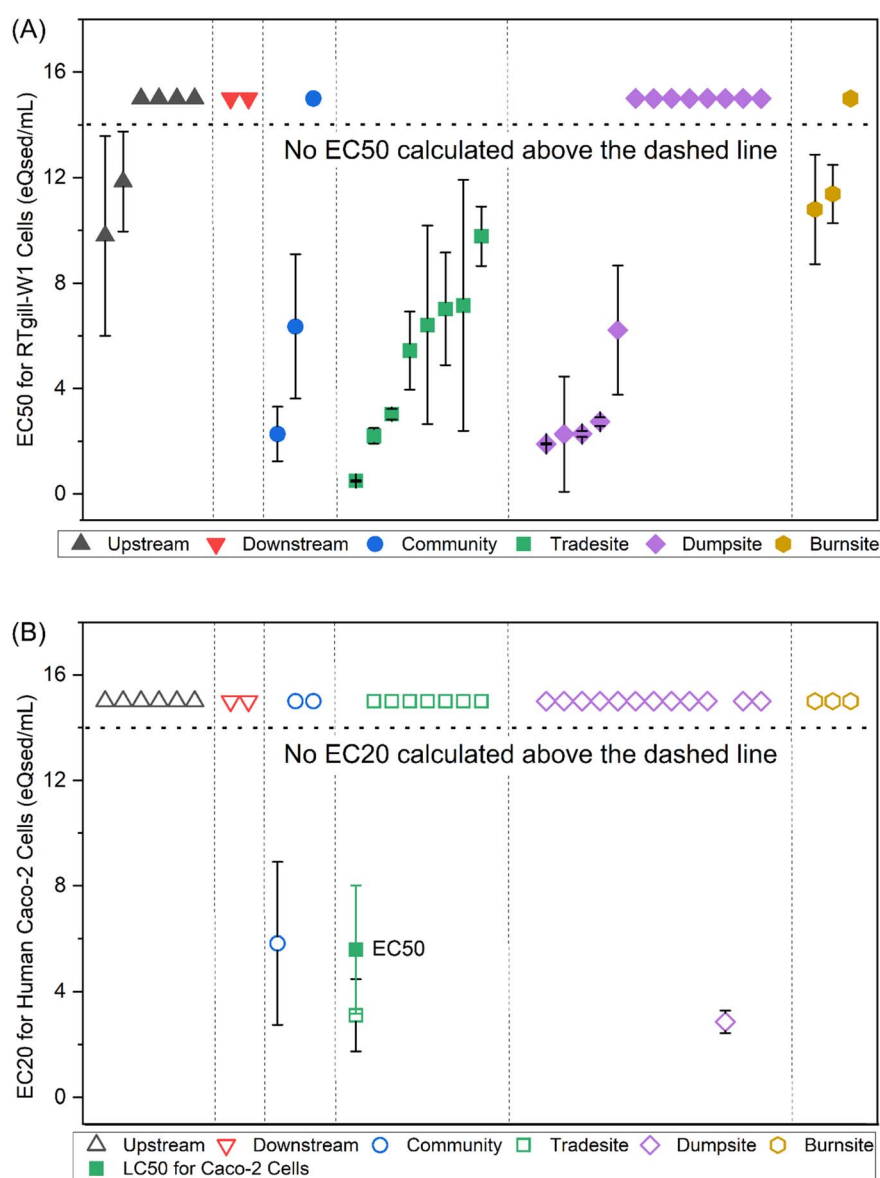 (A)
EC50 for RTgill-W1 Cells (eQsed/mL)
16
12
8
4
0
No EC50 calculated above the dashed line
Upstream Downstream Community Tradesite Dumpsite Burnsite
(B)
EC20 for Human Caco-2 Cells (eQsed/mL)
16
12
8
4
0
No EC20 calculated above the dashed line
EC50
Upstream Downstream Community Tradesite Dumpsite Burnsite
LC50 for Caco-2 Cells